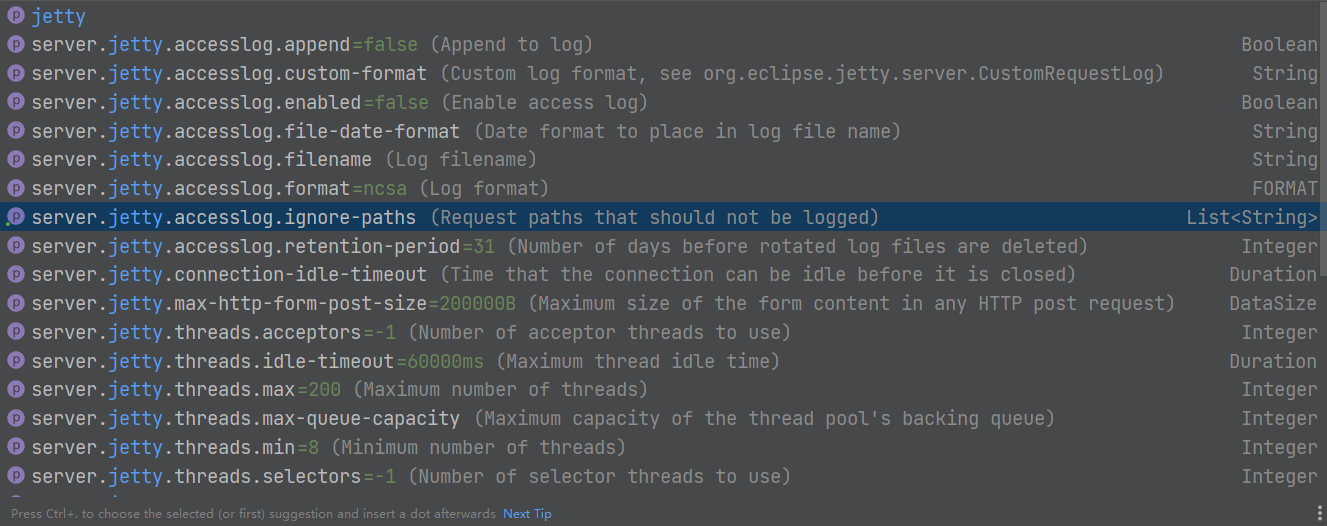 jetty
server.jetty.accesslog.append=false (Append to log) Boolean
server.jetty.accesslog.custom-format (Custom log format, see org.eclipse.jetty.server.CustomRequestLog) String
server.jetty.accesslog.enabled=false (Enable access log) Boolean
server.jetty.accesslog.file-date-format (Date format to place in log file name) String
server.jetty.accesslog.filename (Log filename) String
server.jetty.accesslog.format=ncsa (Log format) FORMAT
server.jetty.accesslog.ignore-paths (Request paths that should not be logged) List<String>
server.jetty.accesslog.retention-period=31 (Number of days before rotated log files are deleted) Integer
server.jetty.connection-idle-timeout (Time that the connection can be idle before it is closed) Duration
server.jetty.max-http-form-post-size=200000B (Maximum size of the form content in any HTTP post request) DataSize
server.jetty.threads.acceptors=-1 (Number of acceptor threads to use) Integer
server.jetty.threads.idle-timeout=60000ms (Maximum thread idle time) Duration
server.jetty.threads.max=200 (Maximum number of threads) Integer
server.jetty.threads.max-queue-capacity (Maximum capacity of the thread pool's backing queue) Integer
server.jetty.threads.min=8 (Minimum number of threads) Integer
server.jetty.threads.selectors=-1 (Number of selector threads to use) Integer
Press Ctrl+. to choose the selected (or first) suggestion and insert a dot afterwards Next Tip